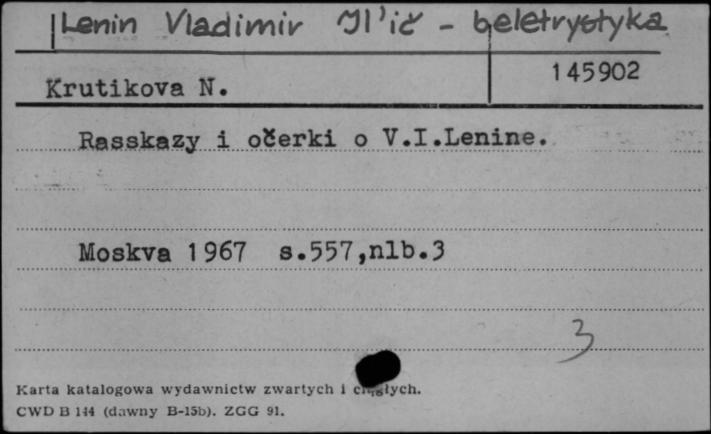 Lenin Vladimir Il'ič - beletrystyka
145902
Krutikova N.
Rasskazy i očerki o V.I.Lenine.
Moskva 1967 s.557,nlb.3
3
Karta katalogowa wydawnictw zwartych i ciągłych.
CWD B 144 (dawny B-15b). ZGG 91.